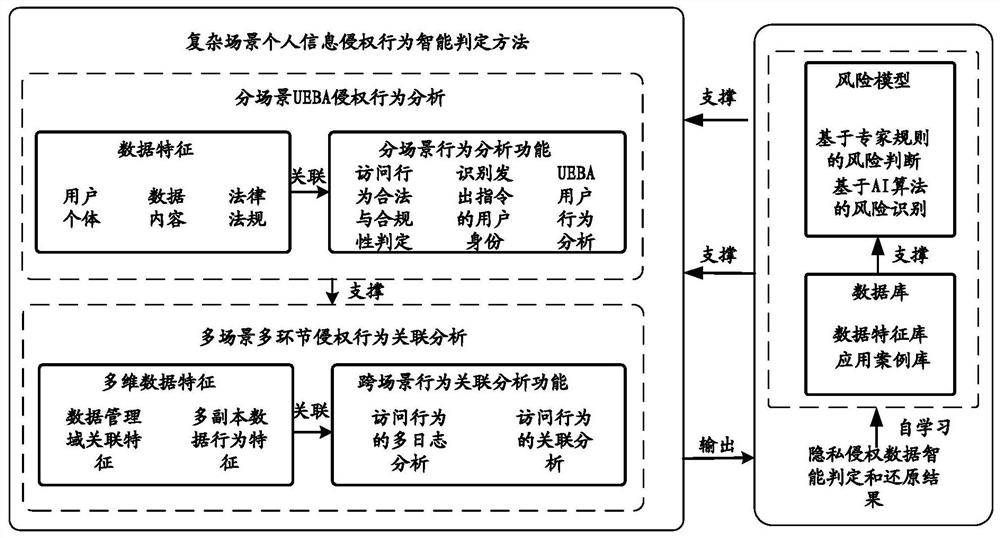 复杂场景个人信息侵权行为智能判定方法
分场景UEBA侵权行为分析
数据特征
用户
个体
数据
内容
法律
法规
关联
分场景行为分析功能
访问行
为合法
与合规
性判定
识别发
出指令
的用户
身份
UEBA
用户
行为
分析
支撑
多场景多环节侵权行为关联分析
多维数据特征
数据管理
域关联特
征
多副本数
据行为特
征
关联
跨场景行为关联分析功能
访问行为
的多日志
分析
访问行为
的关联分
析
支撑
支撑
输出
风险模型
基于专家规则
的风险判断
基于AI算法
的风险识别
支撑
数据库
数据特征库
应用案例库
自学习
隐私侵权数据智
能判定和还原结
果